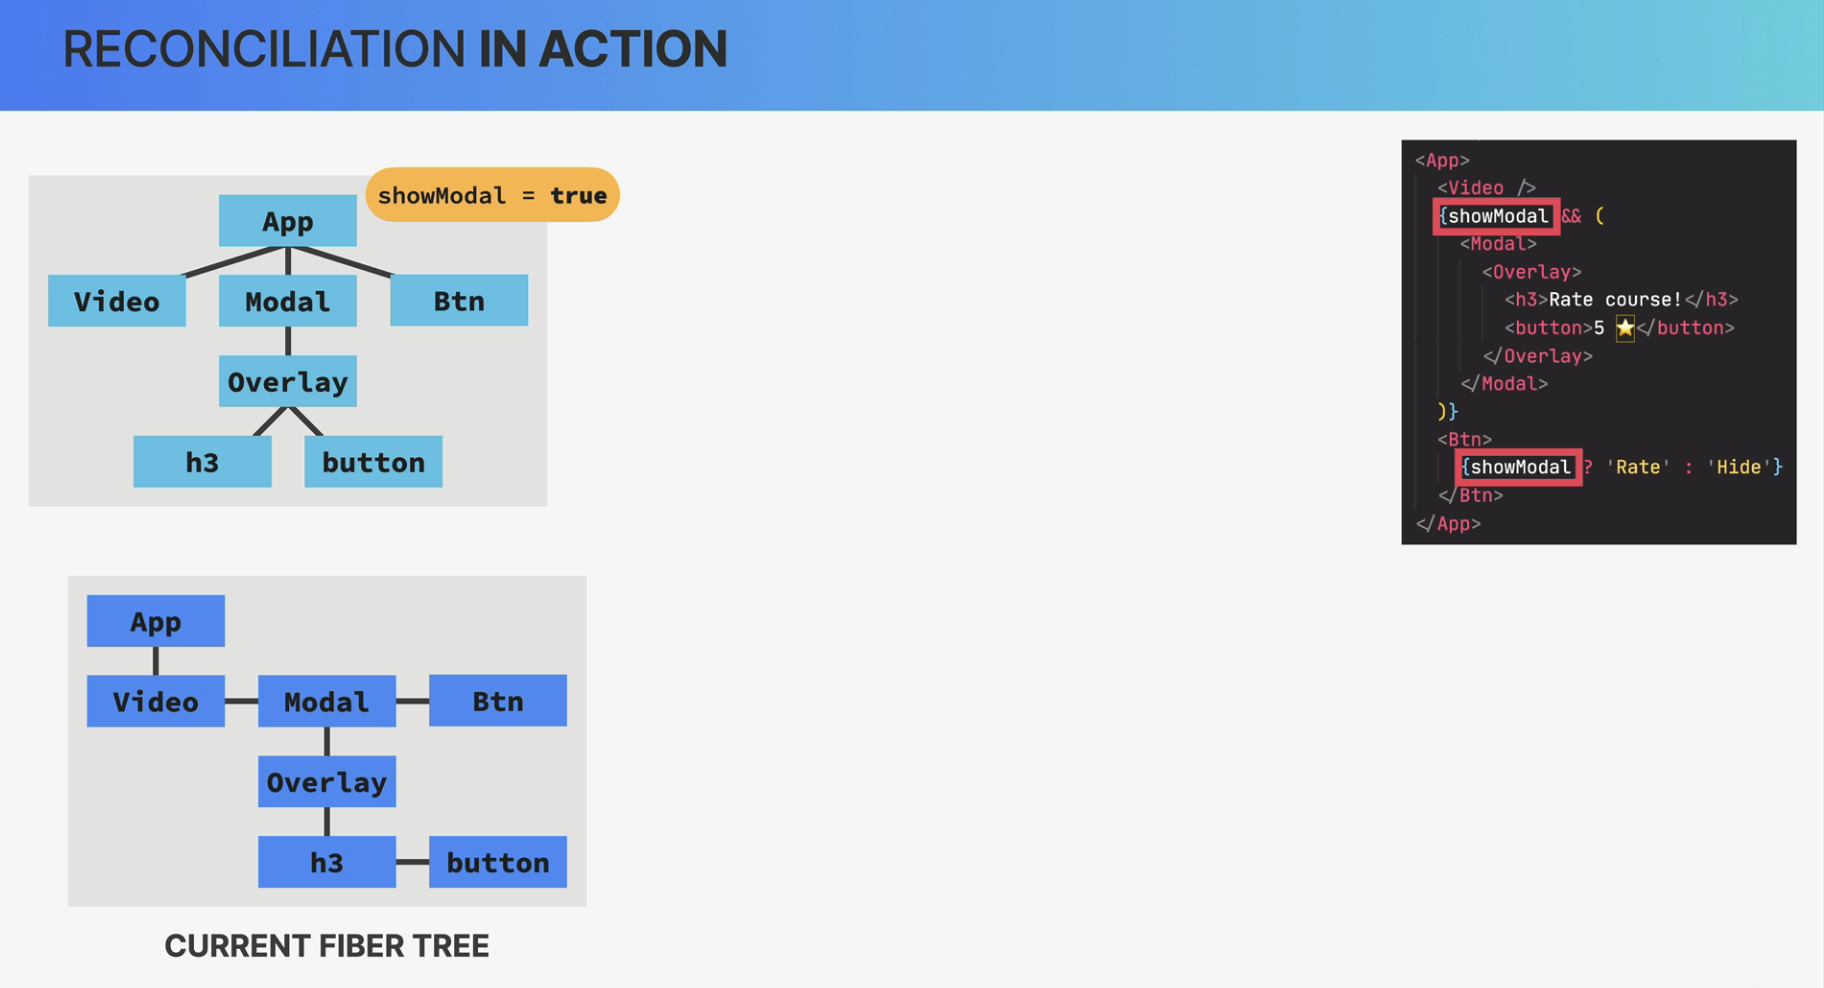 RECONCILIATION IN ACTION
showModal = true
App
Video Modal Btn
Overlay
h3 button
App
Video Modal Btn
Overlay
h3 button
CURRENT FIBER TREE
<App>
<Video />
{showModal && (
<Modal>
<Overlay>
<h3>Rate course!</h3>
<button>5 ⭐</button>
</Overlay>
</Modal>
)}
<Btn>
{showModal ? 'Rate' : 'Hide'}
</Btn>
</App>